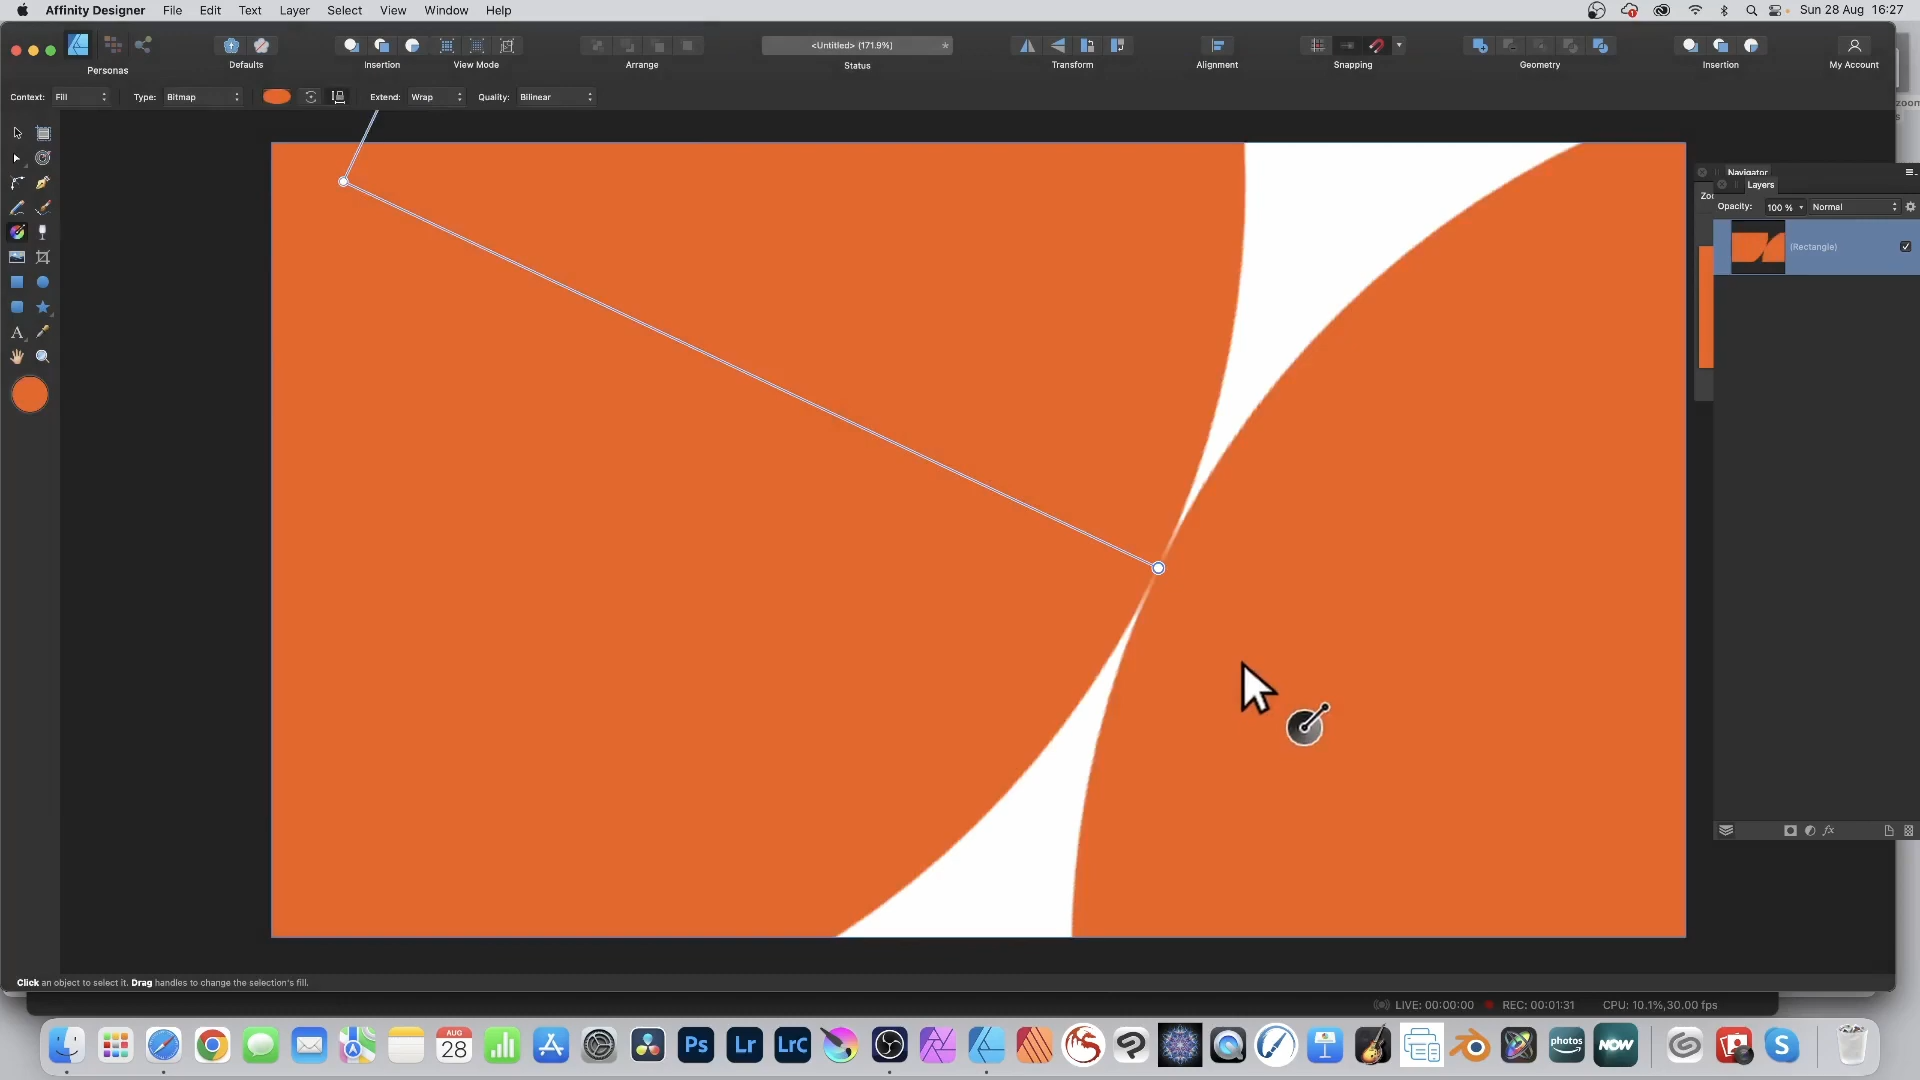 Affinity Designer File Edit Text Layer Select View Window Help
Sun 28 Aug 16:27
<Untitled> (171.9%)
Personas Defaults Insertion View Mode Arrange Status Transform Alignment Snapping Geometry Insertion My Account
Context: Fill Type: Bitmap Extend: Wrap Quality: Bilinear
zoom
s
Navigator
Layers
Zoo
Opacity: 100 % Normal
(Rectangle)
A
fx
Click an object to select it. Drag handles to change the selection's fill.
LIVE: 00:00:00 REC: 00:01:31 CPU: 10.1%,30.00 fps
AUG
28
Ps
Lr
LrC
photos
NOW
S